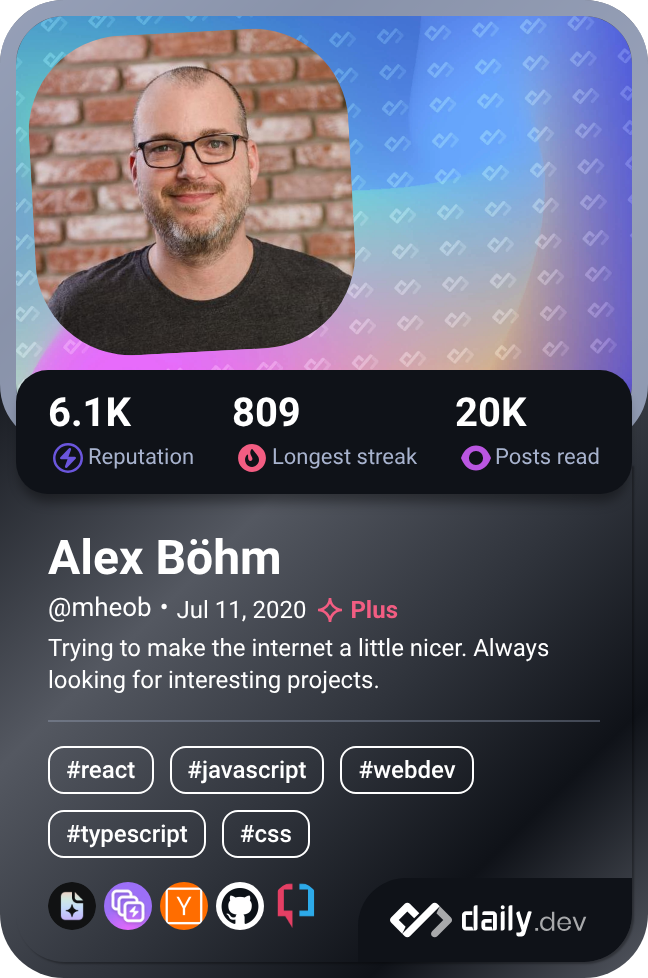 6.1K 809 20K
Reputation Longest streak Posts read
Alex Böhm
@mheob • Jul 11, 2020 Plus
Trying to make the internet a little nicer. Always
looking for interesting projects.
#react #javascript #webdev
#typescript #css
Y
daily.dev